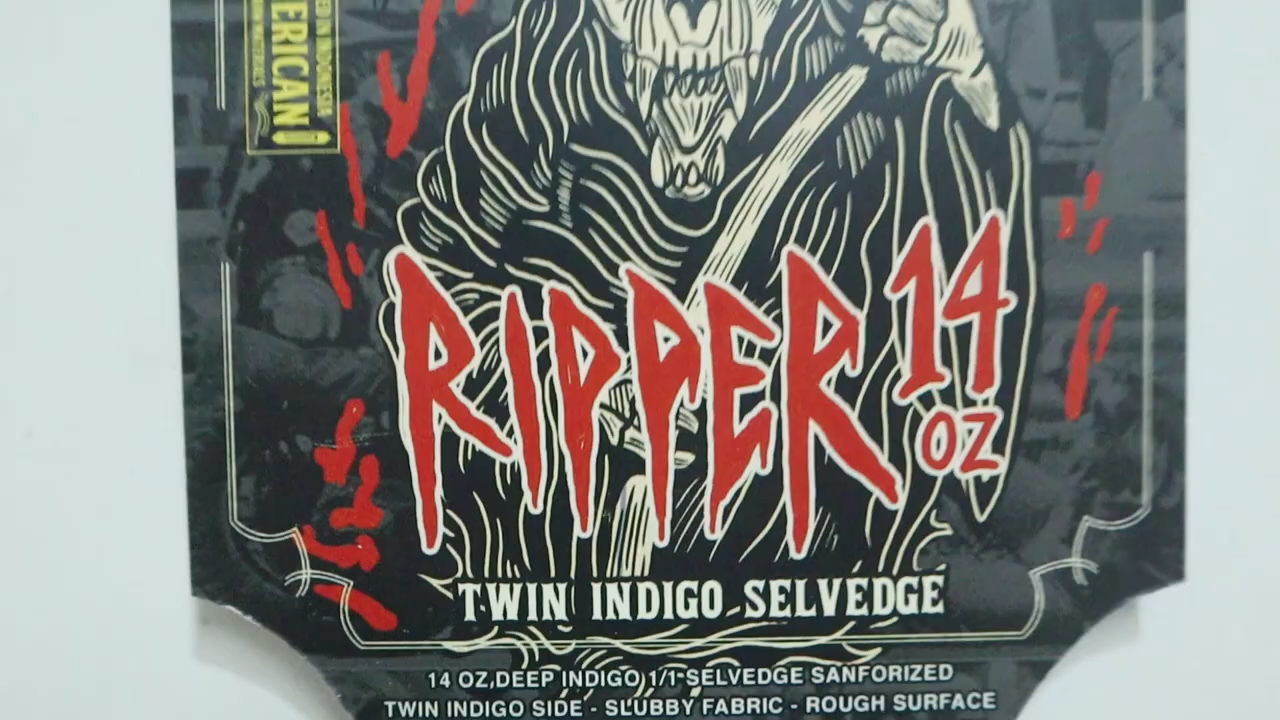 ERICAN
RIPPER 14
OZ
TWIN INDIGO SELVEDGE
14 OZ,DEEP INDIGO 1/1-SELVEDGE SANFORIZED
TWIN INDIGO SIDE - SLUBBY FABRIC - ROUGH SURFACE